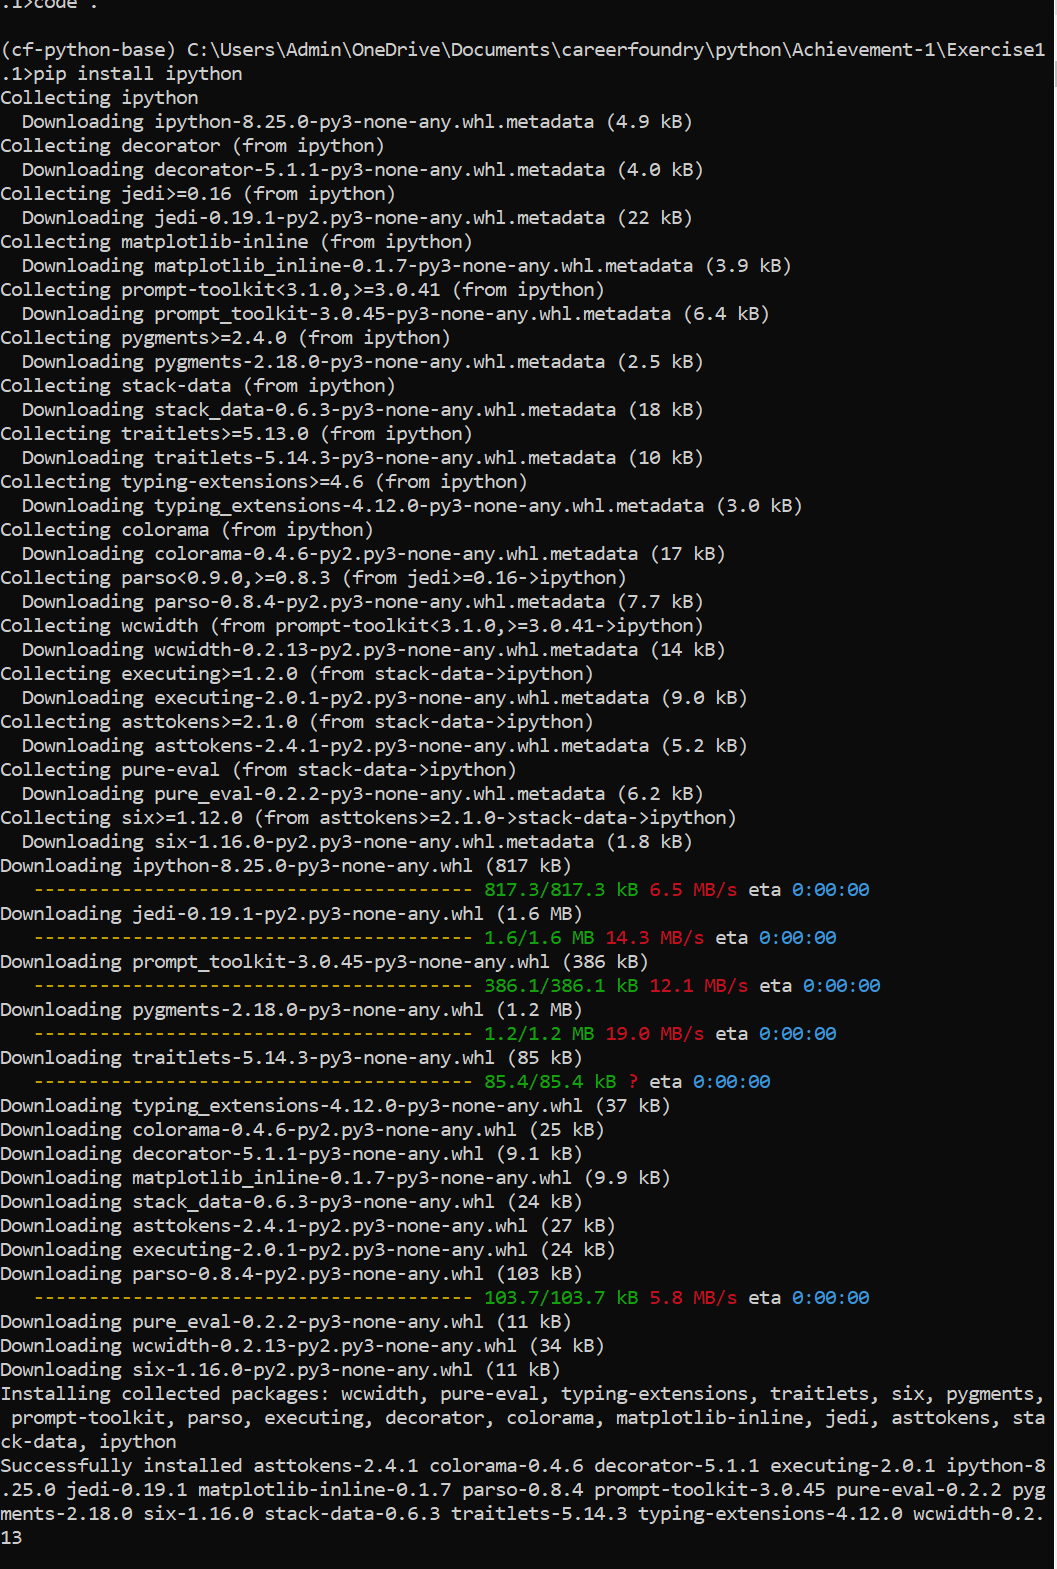 .1>code .
(cf-python-base) C:\Users\Admin\OneDrive\Documents\careerfoundry\python\Achievement-1\Exercise1
.1>pip install ipython
Collecting ipython
  Downloading ipython-8.25.0-py3-none-any.whl.metadata (4.9 kB)
Collecting decorator (from ipython)
  Downloading decorator-5.1.1-py3-none-any.whl.metadata (4.0 kB)
Collecting jedi>=0.16 (from ipython)
  Downloading jedi-0.19.1-py2.py3-none-any.whl.metadata (22 kB)
Collecting matplotlib-inline (from ipython)
  Downloading matplotlib_inline-0.1.7-py3-none-any.whl.metadata (3.9 kB)
Collecting prompt-toolkit<3.1.0,>=3.0.41 (from ipython)
  Downloading prompt_toolkit-3.0.45-py3-none-any.whl.metadata (6.4 kB)
Collecting pygments>=2.4.0 (from ipython)
  Downloading pygments-2.18.0-py3-none-any.whl.metadata (2.5 kB)
Collecting stack-data (from ipython)
  Downloading stack_data-0.6.3-py3-none-any.whl.metadata (18 kB)
Collecting traitlets>=5.13.0 (from ipython)
  Downloading traitlets-5.14.3-py3-none-any.whl.metadata (10 kB)
Collecting typing-extensions>=4.6 (from ipython)
  Downloading typing_extensions-4.12.0-py3-none-any.whl.metadata (3.0 kB)
Collecting colorama (from ipython)
  Downloading colorama-0.4.6-py2.py3-none-any.whl.metadata (17 kB)
Collecting parso<0.9.0,>=0.8.3 (from jedi>=0.16->ipython)
  Downloading parso-0.8.4-py2.py3-none-any.whl.metadata (7.7 kB)
Collecting wcwidth (from prompt-toolkit<3.1.0,>=3.0.41->ipython)
  Downloading wcwidth-0.2.13-py2.py3-none-any.whl.metadata (14 kB)
Collecting executing>=1.2.0 (from stack-data->ipython)
  Downloading executing-2.0.1-py2.py3-none-any.whl.metadata (9.0 kB)
Collecting asttokens>=2.1.0 (from stack-data->ipython)
  Downloading asttokens-2.4.1-py2.py3-none-any.whl.metadata (5.2 kB)
Collecting pure-eval (from stack-data->ipython)
  Downloading pure_eval-0.2.2-py3-none-any.whl.metadata (6.2 kB)
Collecting six>=1.12.0 (from asttokens>=2.1.0->stack-data->ipython)
  Downloading six-1.16.0-py2.py3-none-any.whl.metadata (1.8 kB)
Downloading ipython-8.25.0-py3-none-any.whl (817 kB)
   ---------------------------------------- 817.3/817.3 kB 6.5 MB/s eta 0:00:00
Downloading jedi-0.19.1-py2.py3-none-any.whl (1.6 MB)
   ---------------------------------------- 1.6/1.6 MB 14.3 MB/s eta 0:00:00
Downloading prompt_toolkit-3.0.45-py3-none-any.whl (386 kB)
   ---------------------------------------- 386.1/386.1 kB 12.1 MB/s eta 0:00:00
Downloading pygments-2.18.0-py3-none-any.whl (1.2 MB)
   ---------------------------------------- 1.2/1.2 MB 19.0 MB/s eta 0:00:00
Downloading traitlets-5.14.3-py3-none-any.whl (85 kB)
   ---------------------------------------- 85.4/85.4 kB ? eta 0:00:00
Downloading typing_extensions-4.12.0-py3-none-any.whl (37 kB)
Downloading colorama-0.4.6-py2.py3-none-any.whl (25 kB)
Downloading decorator-5.1.1-py3-none-any.whl (9.1 kB)
Downloading matplotlib_inline-0.1.7-py3-none-any.whl (9.9 kB)
Downloading stack_data-0.6.3-py3-none-any.whl (24 kB)
Downloading asttokens-2.4.1-py2.py3-none-any.whl (27 kB)
Downloading executing-2.0.1-py2.py3-none-any.whl (24 kB)
Downloading parso-0.8.4-py2.py3-none-any.whl (103 kB)
   ---------------------------------------- 103.7/103.7 kB 5.8 MB/s eta 0:00:00
Downloading pure_eval-0.2.2-py3-none-any.whl (11 kB)
Downloading wcwidth-0.2.13-py2.py3-none-any.whl (34 kB)
Downloading six-1.16.0-py2.py3-none-any.whl (11 kB)
Installing collected packages: wcwidth, pure-eval, typing-extensions, traitlets, six, pygments,
 prompt-toolkit, parso, executing, decorator, colorama, matplotlib-inline, jedi, asttokens, sta
ck-data, ipython
Successfully installed asttokens-2.4.1 colorama-0.4.6 decorator-5.1.1 executing-2.0.1 ipython-8
.25.0 jedi-0.19.1 matplotlib-inline-0.1.7 parso-0.8.4 prompt-toolkit-3.0.45 pure-eval-0.2.2 pyg
ments-2.18.0 six-1.16.0 stack-data-0.6.3 traitlets-5.14.3 typing-extensions-4.12.0 wcwidth-0.2.
13